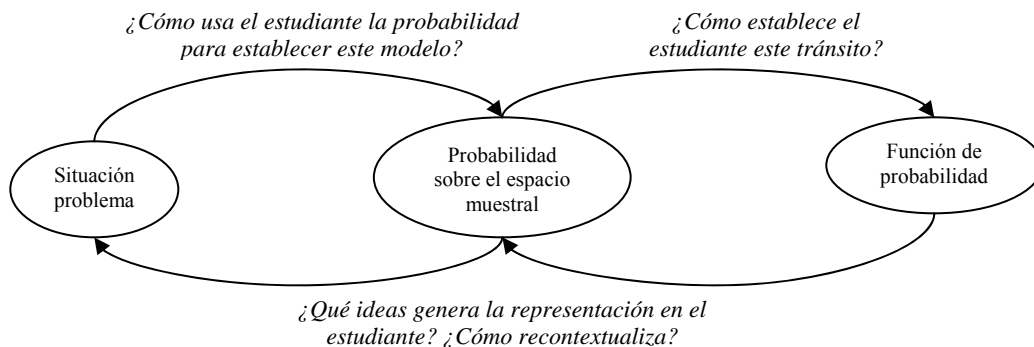 ¿Cómo usa el estudiante la probabilidad
para establecer este modelo?
¿Cómo establece el
estudiante este tránsito?
Situación
problema
Probabilidad
sobre el espacio
muestral
Función de
probabilidad
¿Qué ideas genera la representación en el
estudiante? ¿Cómo recontextualiza?